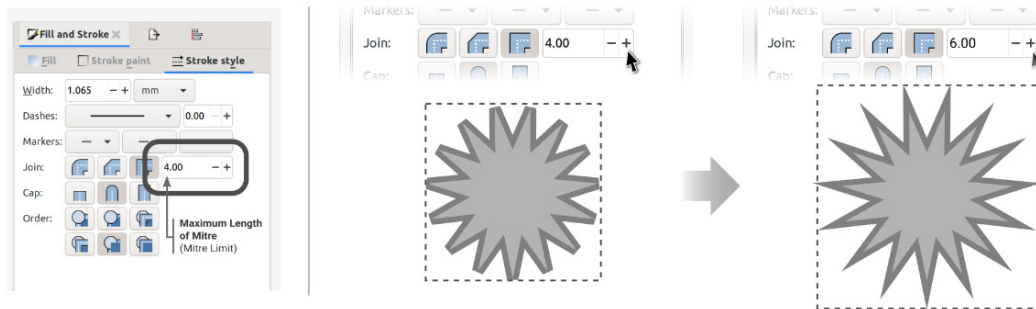 Fill and Stroke
Fill
Stroke paint
Stroke style
Width:
1.065
mm
Dashes:
0.00
Markers:
Join:
4.00
Cap:
Order:
Maximum Length
of Mitre
(Mitre Limit)
Markers:
Join:
4.00
Cap:
Markers:
Join:
6.00
Cap: